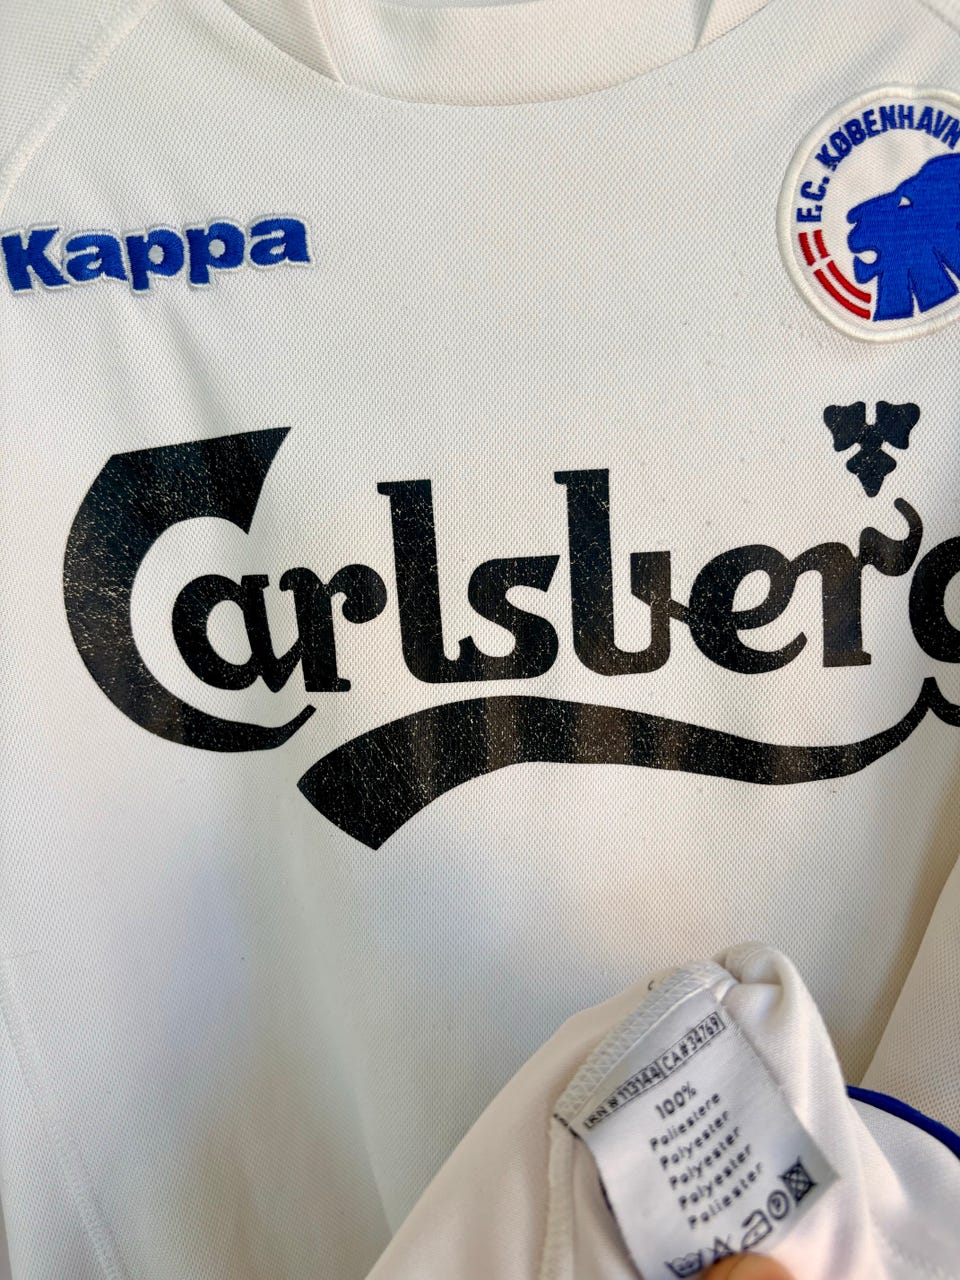 Kappa
F.C. KØBENHAVN
Carlsberg
RN#113144 CA#34769
100%
Poliestere
Polyester
Polyester
Polyester
Poliester